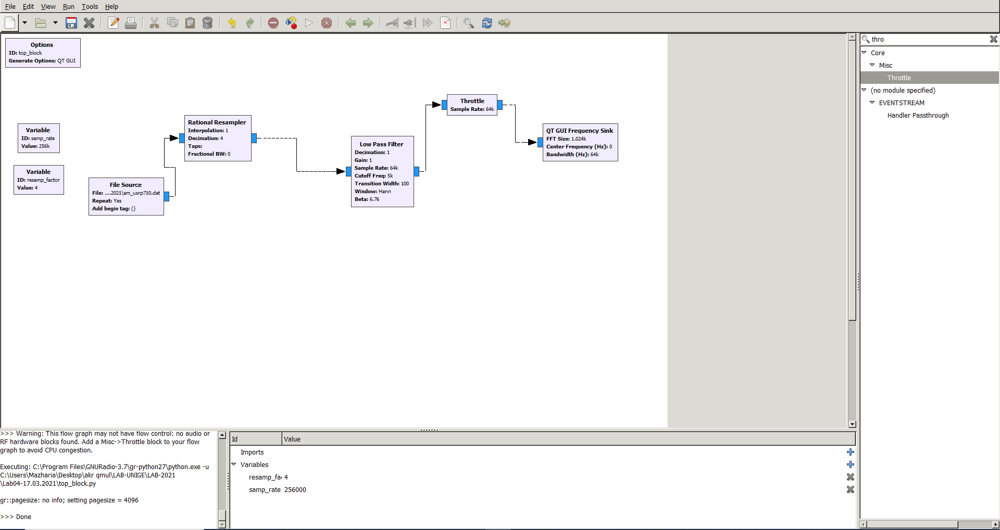 File Edit View Run Tools Help
Options
ID: top_block
Generate Options: QT GUI
Variable
ID: samp_rate
Value: 256k
Variable
ID: resamp_factor
Value: 4
File Source
File: ....2021\am_usrp710.dat
Repeat: Yes
Add begin tag: ()
Rational Resampler
Interpolation: 1
Decimation: 4
Taps:
Fractional BW: 0
Low Pass Filter
Decimation: 1
Gain: 1
Sample Rate: 64k
Cutoff Freq: 5k
Transition Width: 100
Window: Hann
Beta: 6.76
Throttle
Sample Rate: 64k
QT GUI Frequency Sink
FFT Size: 1.024k
Center Frequency (Hz): 0
Bandwidth (Hz): 64k
thro
Core
Misc
Throttle
(no module specified)
EVENTSTREAM
Handler Passthrough
>>> Warning: This flow graph may not have flow control: no audio or
RF hardware blocks found. Add a Misc->Throttle block to your flow
graph to avoid CPU congestion.
Executing: C:\Program Files\GNURadio-3.7\gr-python27\python.exe -u
C:\Users\Mazharia\Desktop\akr qmul\LAB-UNIGE\LAB-2021
\Lab04-17.03.2021\top_block.py
gr::pagesize: no info; setting pagesize = 4096
>>> Done
Id Value
Imports
Variables
resamp_fa 4
samp_rate 256000